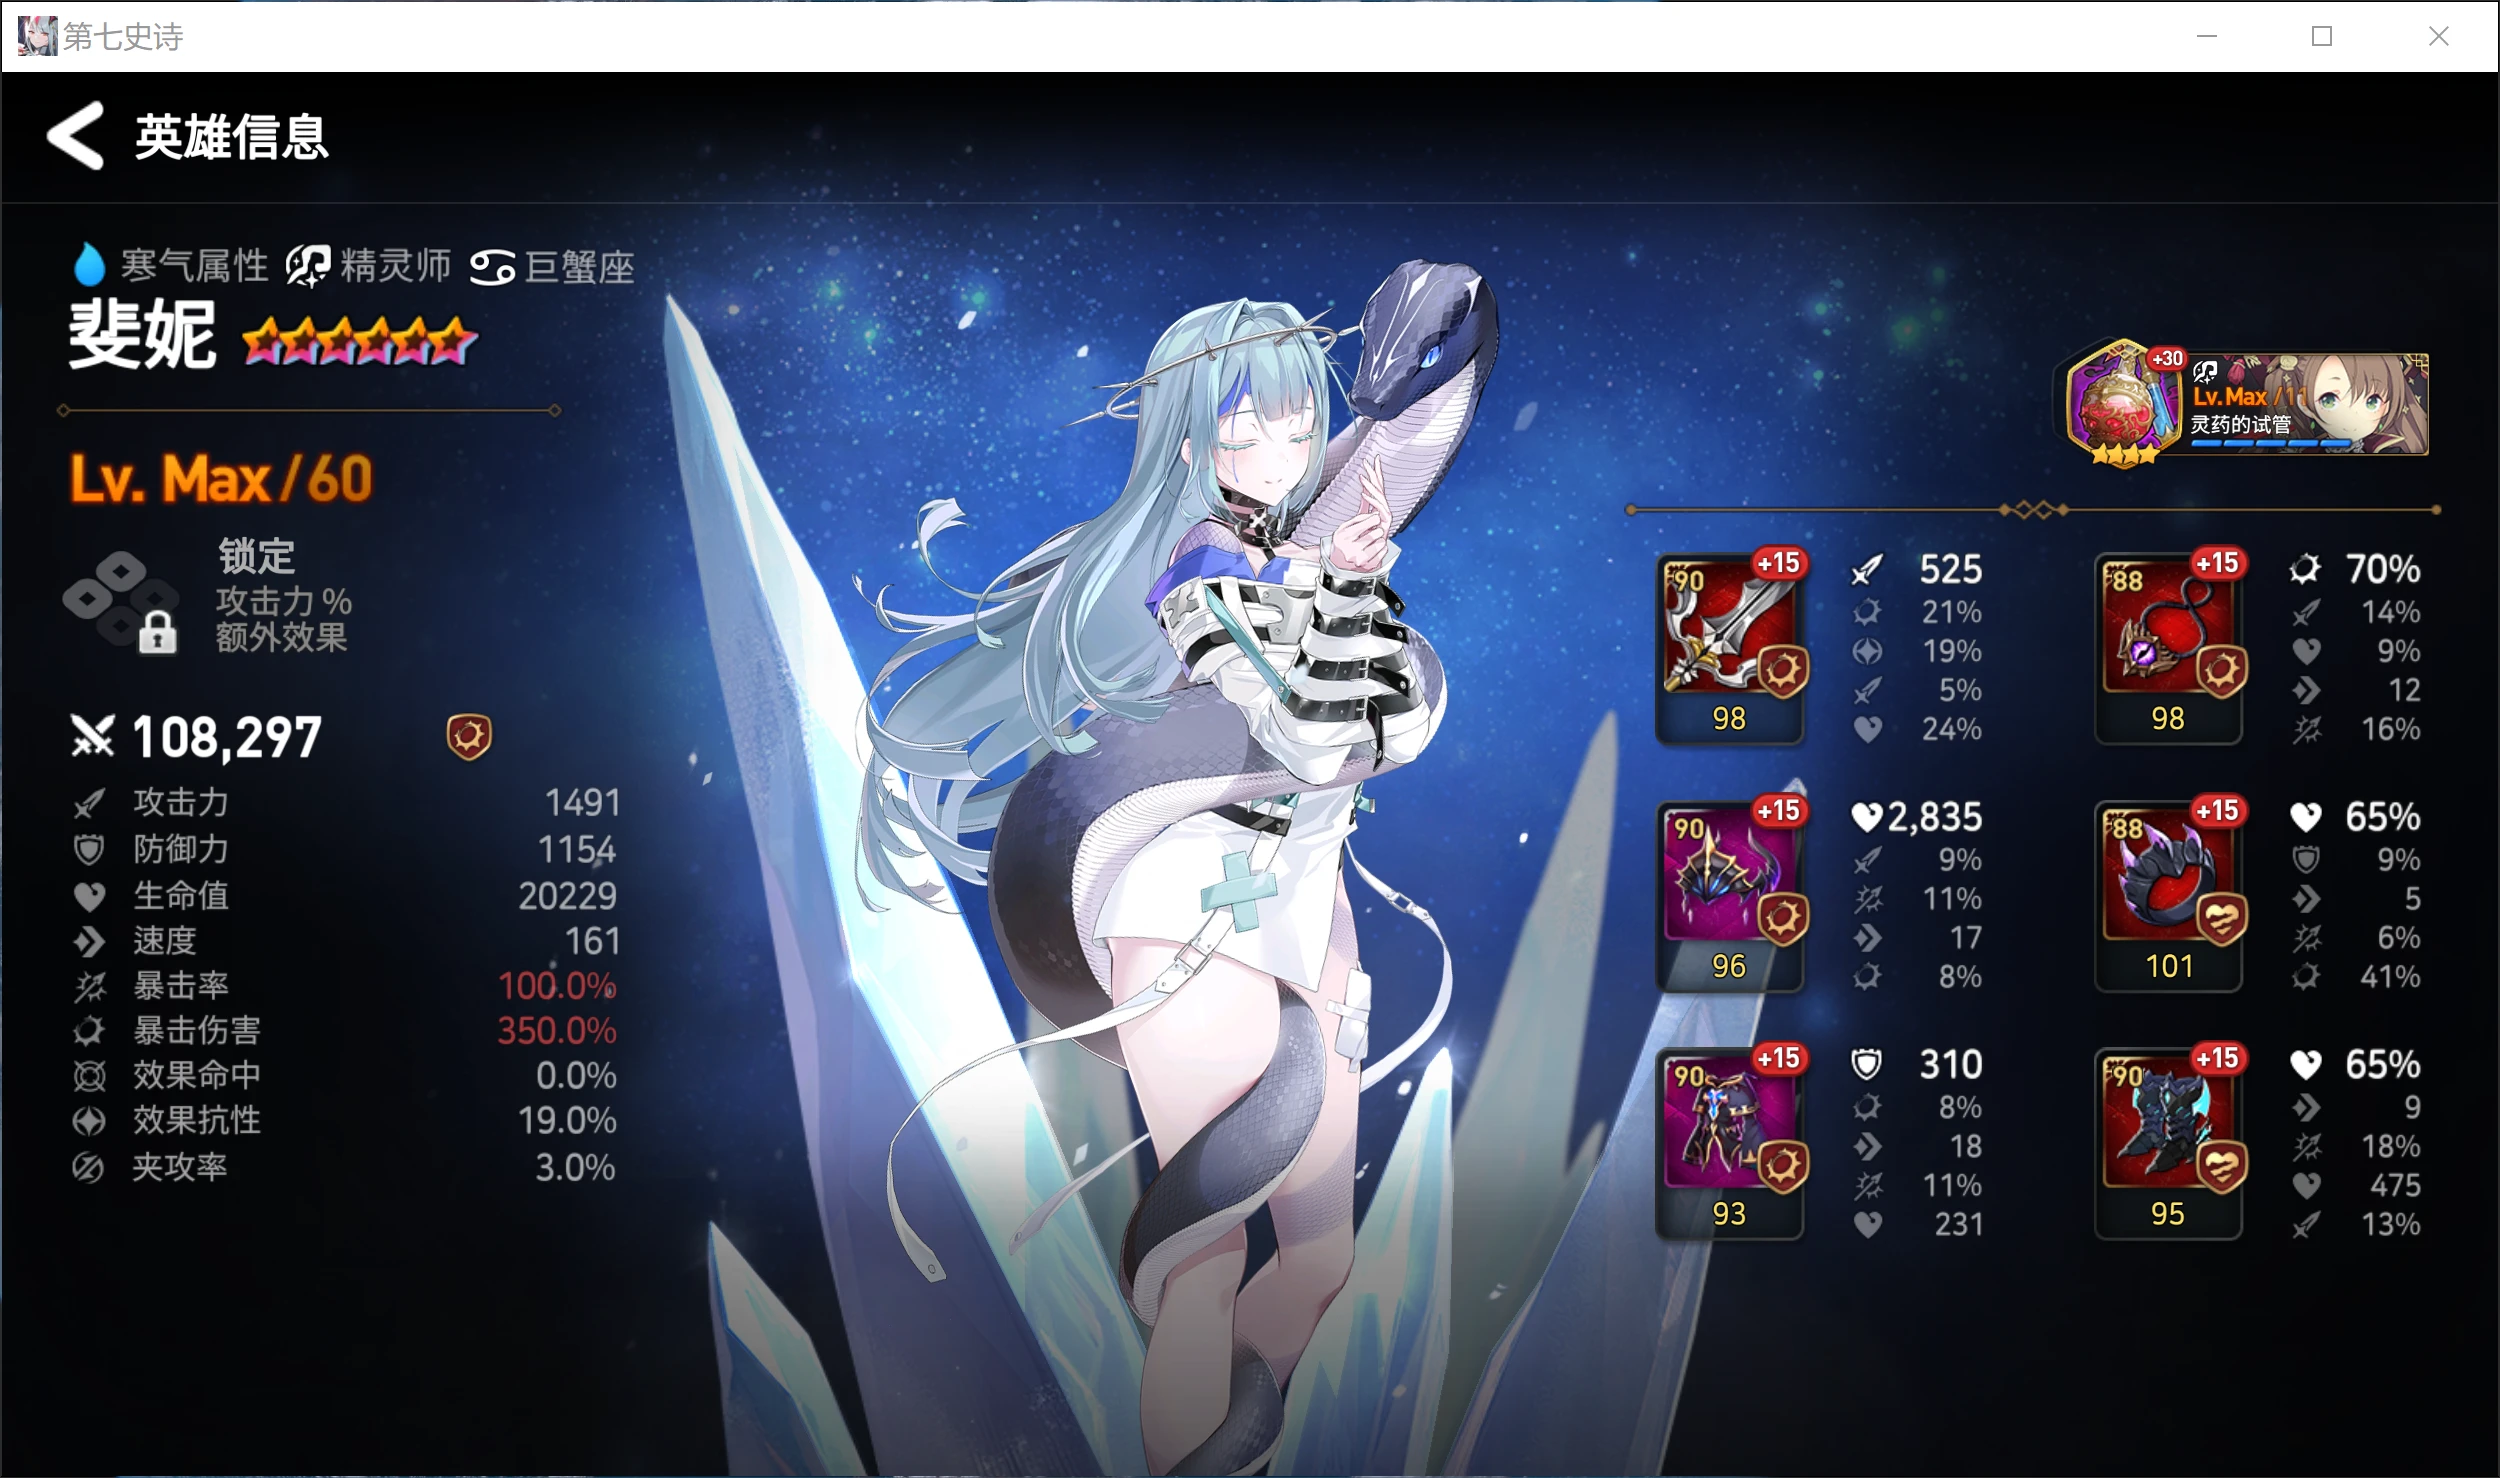 第七史诗
英雄信息
寒气属性 精灵师 巨蟹座
斐妮
Lv. Max/60
锁定
攻击力%
额外效果
108,297
攻击力 1491
防御力 1154
生命值 20229
速度 161
暴击率 100.0%
暴击伤害 350.0%
效果命中 0.0%
效果抗性 19.0%
夹攻率 3.0%
+30
Lv.Max
灵药的试管
90 +15
98
525
21%
19%
5%
24%
88 +15
98
70%
14%
9%
12
16%
90 +15
96
2,835
9%
11%
17
8%
88 +15
101
65%
9%
5
6%
41%
90 +15
93
310
8%
18
11%
231
90 +15
95
65%
9
18%
475
13%